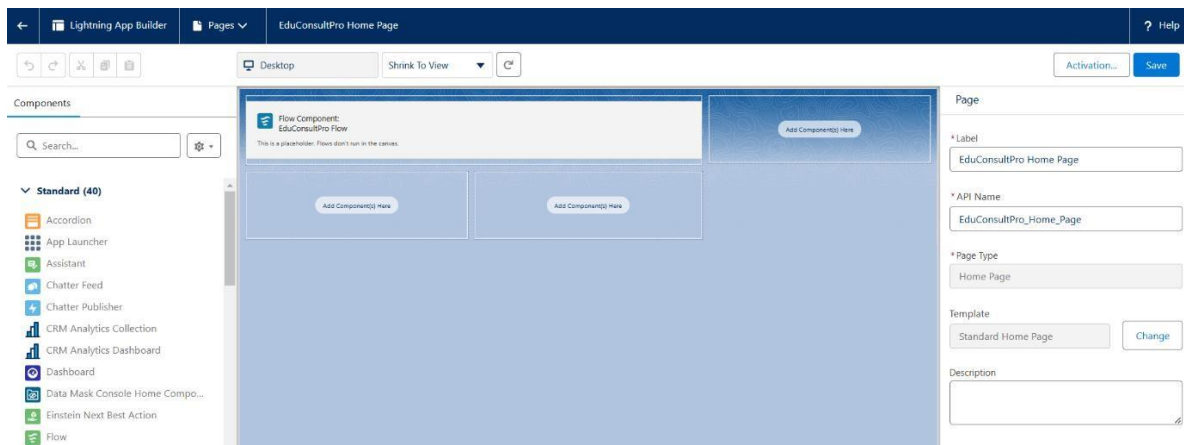 Lightning App Builder
Pages
EduConsultPro Home Page
? Help
Desktop
Shrink To View
Activation...
Save
Components
Search...
Standard (40)
Accordion
App Launcher
Assistant
Chatter Feed
Chatter Publisher
CRM Analytics Collection
CRM Analytics Dashboard
Dashboard
Data Mask Console Home Compo...
Einstein Next Best Action
Flow
Flow Component:
EduConsultPro Flow
This is a placeholder. Flows don't run in the canvas.
Add Component(s) Here
Add Component(s) Here
Add Component(s) Here
Page
*Label
EduConsultPro Home Page
*API Name
EduConsultPro_Home_Page
*Page Type
Home Page
Template
Standard Home Page
Change
Description